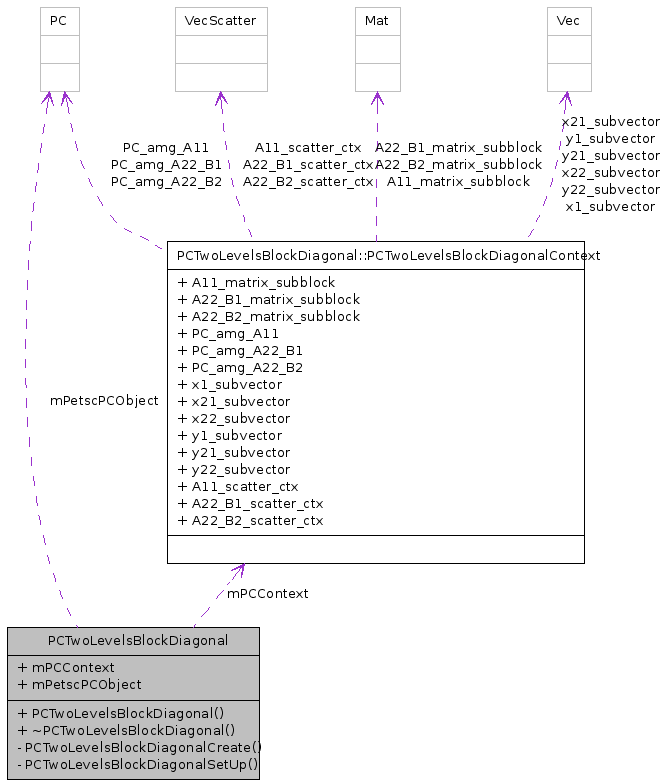 PC
VecScatter
Mat
Vec
PC_amg_A11
PC_amg_A22_B1
PC_amg_A22_B2
A11_scatter_ctx
A22_B1_scatter_ctx
A22_B2_scatter_ctx
A22_B1_matrix_subblock
A22_B2_matrix_subblock
A11_matrix_subblock
x21_subvector
y1_subvector
y21_subvector
x22_subvector
y22_subvector
x1_subvector
PCTwoLevelsBlockDiagonal::PCTwoLevelsBlockDiagonalContext
+ A11_matrix_subblock
+ A22_B1_matrix_subblock
+ A22_B2_matrix_subblock
+ PC_amg_A11
+ PC_amg_A22_B1
+ PC_amg_A22_B2
+ x1_subvector
+ x21_subvector
+ x22_subvector
+ y1_subvector
+ y21_subvector
+ y22_subvector
+ A11_scatter_ctx
+ A22_B1_scatter_ctx
+ A22_B2_scatter_ctx
mPetscPCObject
mPCContext
PCTwoLevelsBlockDiagonal
+ mPCContext
+ mPetscPCObject
+ PCTwoLevelsBlockDiagonal()
+ ~PCTwoLevelsBlockDiagonal()
- PCTwoLevelsBlockDiagonalCreate()
- PCTwoLevelsBlockDiagonalSetUp()